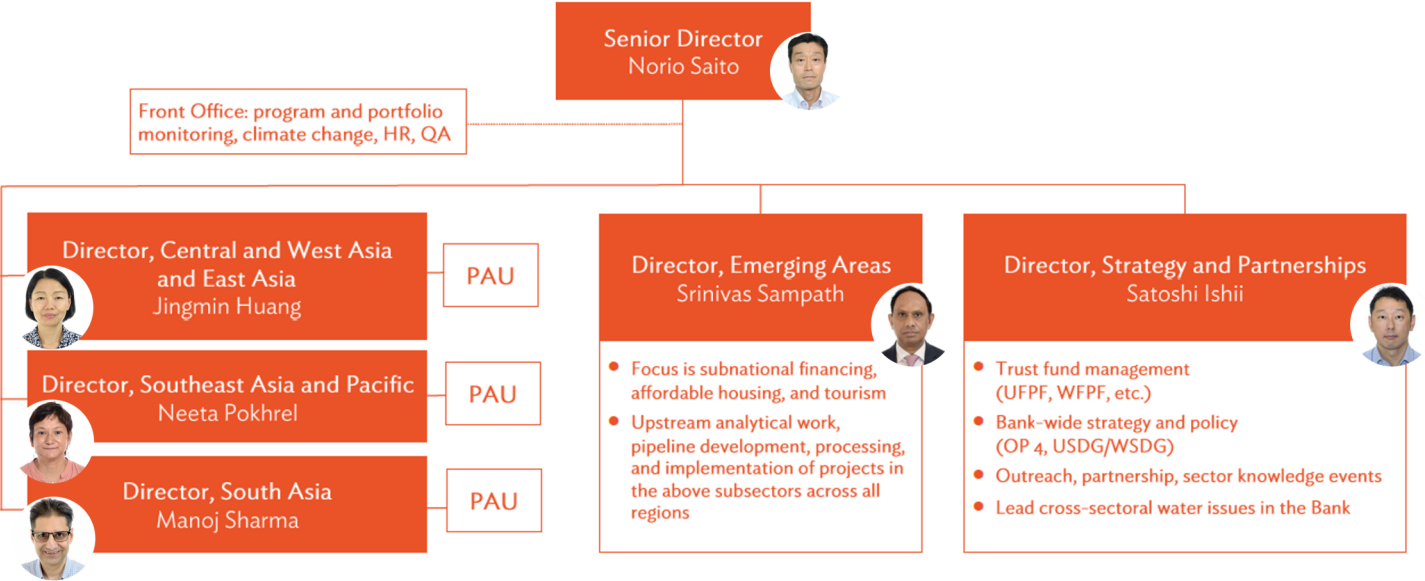 Senior Director
Norio Saito
Front Office: program and portfolio
monitoring, climate change, HR, QA
Director, Central and West Asia
and East Asia
Jingmin Huang
PAU
Director, Southeast Asia and Pacific
Neeta Pokhrel
PAU
Director, South Asia
Manoj Sharma
PAU
Director, Emerging Areas
Srinivas Sampath
• Focus is subnational financing,
affordable housing, and tourism
• Upstream analytical work,
pipeline development, processing,
and implementation of projects in
the above subsectors across all
regions
Director, Strategy and Partnerships
Satoshi Ishii
• Trust fund management
(UFPF, WFPF, etc.)
• Bank-wide strategy and policy
(OP 4, USDG/WSDG)
• Outreach, partnership, sector knowledge events
• Lead cross-sectoral water issues in the Bank